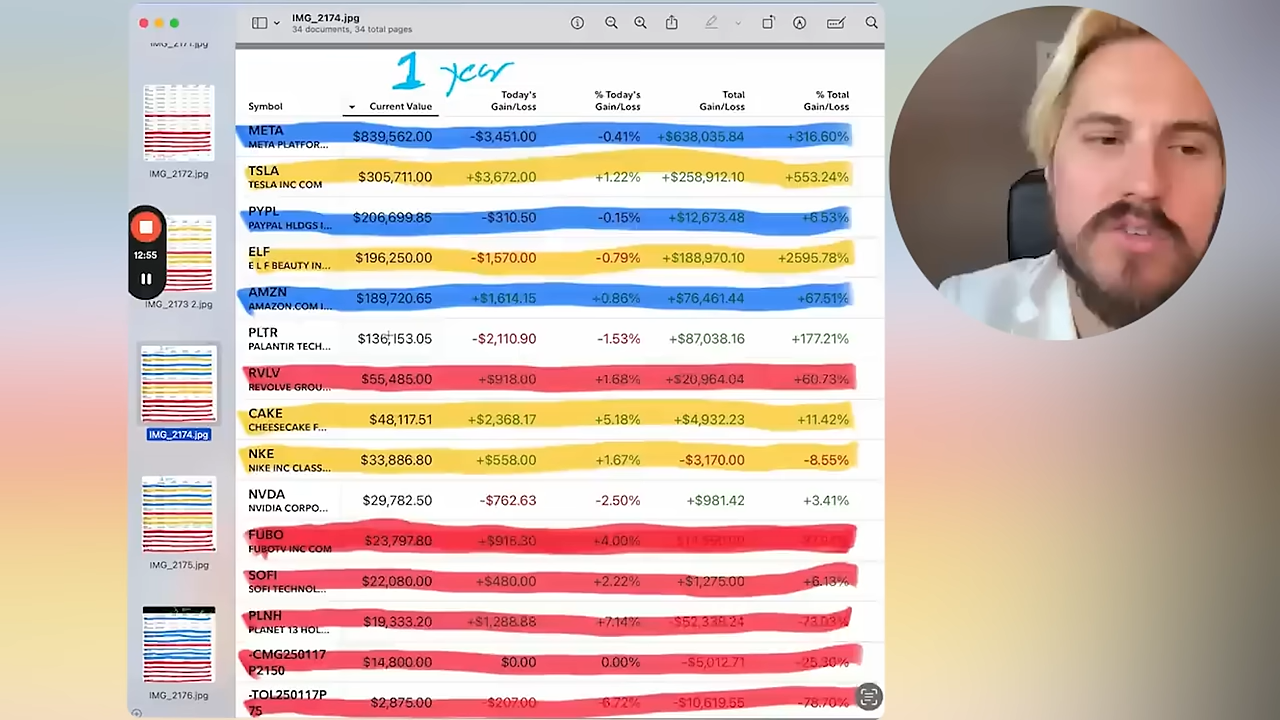 IMG_2174.jpg
34 documents, 34 total pages
IMG_2171.jpg
IMG_2172.jpg
12:55
IMG_2173 2.jpg
IMG_2174.jpg
IMG_2175.jpg
IMG_2176.jpg
1 year
Symbol Current Value Today's Gain/Loss % Today's Gain/Loss Total Gain/Loss % Total Gain/Loss
META $839,562.00 -$3,451.00 -0.41% +$638,035.84 +316.60%
META PLATFOR...
TSLA $305,711.00 +$3,672.00 +1.22% +$258,912.10 +553.24%
TESLA INC COM
PYPL $206,699.85 -$310.50 -0.15% +$12,673.48 +6.53%
PAYPAL HLDGS I...
ELF $196,250.00 -$1,570.00 -0.79% +$188,970.10 +2595.78%
E L F BEAUTY IN...
AMZN $189,720.65 +$1,614.15 +0.86% +$76,461.44 +67.51%
AMAZON.COM I...
PLTR $136,153.05 -$2,110.90 -1.53% +$87,038.16 +177.21%
PALANTIR TECH...
RVLV $55,485.00 +$918.00 +1.68% +$20,964.04 +60.73%
REVOLVE GROU...
CAKE $48,117.51 +$2,368.17 +5.18% +$4,932.23 +11.42%
CHEESECAKE F...
NKE $33,886.80 +$558.00 +1.67% -$3,170.00 -8.55%
NIKE INC CLASS...
NVDA $29,782.50 -$762.63 -2.50% +$981.42 +3.41%
NVIDIA CORPO...
FUBO $23,797.80 +$915.30 +4.00%
FUBOTV INC COM
SOFI $22,080.00 +$480.00 +2.22% +$1,275.00 +6.13%
SOFI TECHNOL...
PLNH $19,333.20 +$1,288.88 +7.14% -$52,339.24 -73.03%
PLANET 13 HOL...
-CMG250117 $14,800.00 $0.00 0.00% -$5,012.71 -25.30%
P2150
-TOL250117P $2,875.00 -$207.00 -6.72% -$10,619.55 -78.70%
75